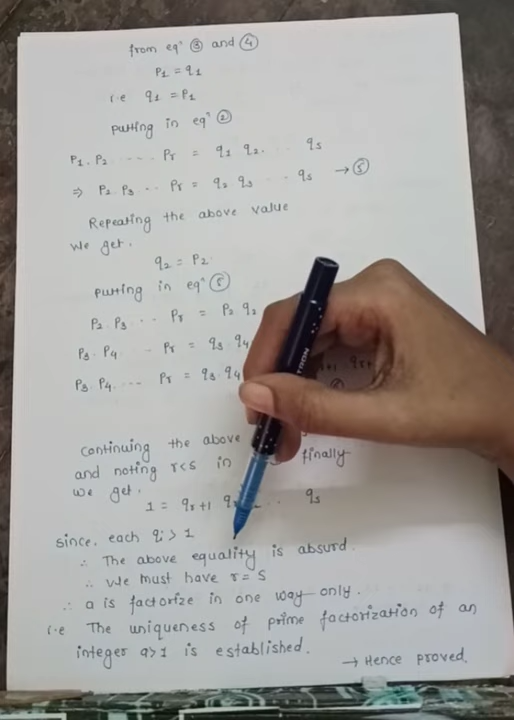 from eqⁿ ③ and ④
P₁ = q₁
i.e q₁ = P₁
putting in eqⁿ ②
P₁. P₂ ..... Pr = q₁ q₂. ... qs
⇒ P₂. P₃... Pr = q₂ q₃ ... qs → ⑤
Repeating the above value
we get.
q₂ = P₂.
putting in eqⁿ ⑤
P₂. P₃ ... Pr = P₂ q₂
P₃. P₄ .. Pr = q₃. q₄
P₃. P₄.... Pr = q₃. q₄
Continuing the above
and noting r<s in finally
we get.
1 = qr+1 ... qs
since. each qi > 1
∴ The above equality is absurd.
∴ we must have r = s
∴ a is factorize in one way only.
i.e The uniqueness of prime factorization of an
integer a>1 is established.
→ Hence proved.